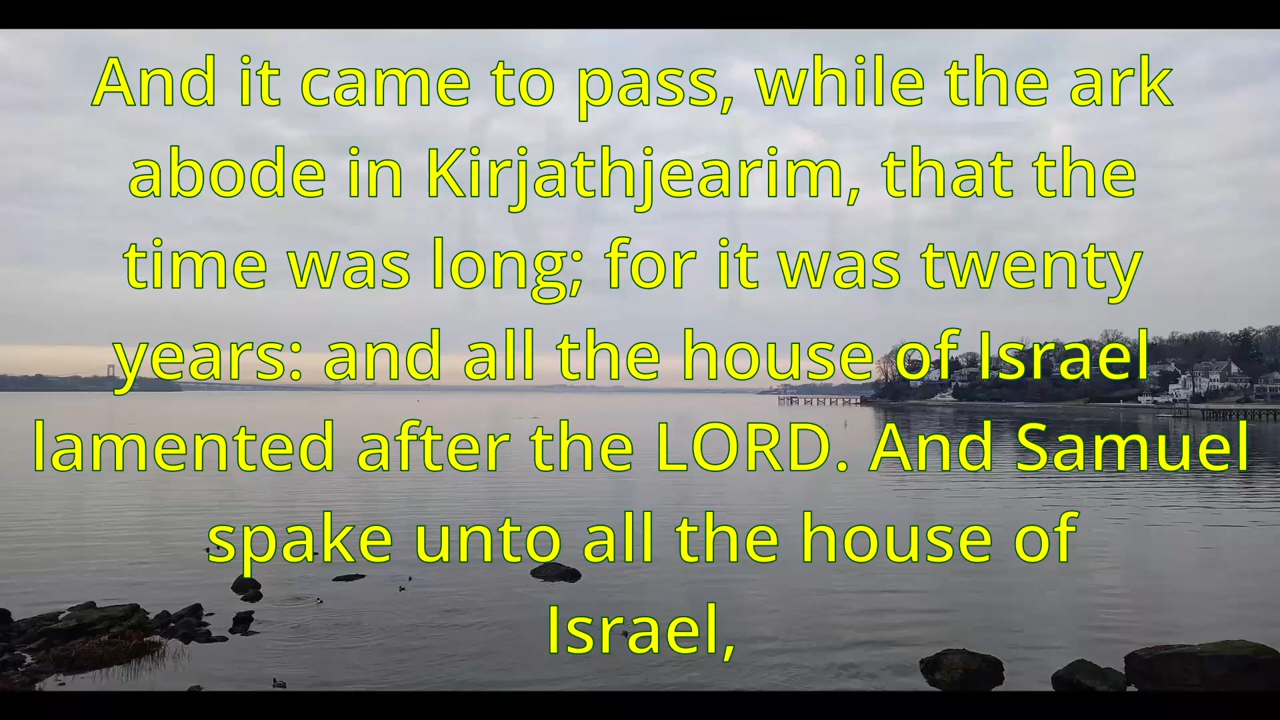 And it came to pass, while the ark
abode in Kirjathjearim, that the
time was long; for it was twenty
years: and all the house of Israel
lamented after the LORD. And Samuel
spake unto all the house of
Israel,